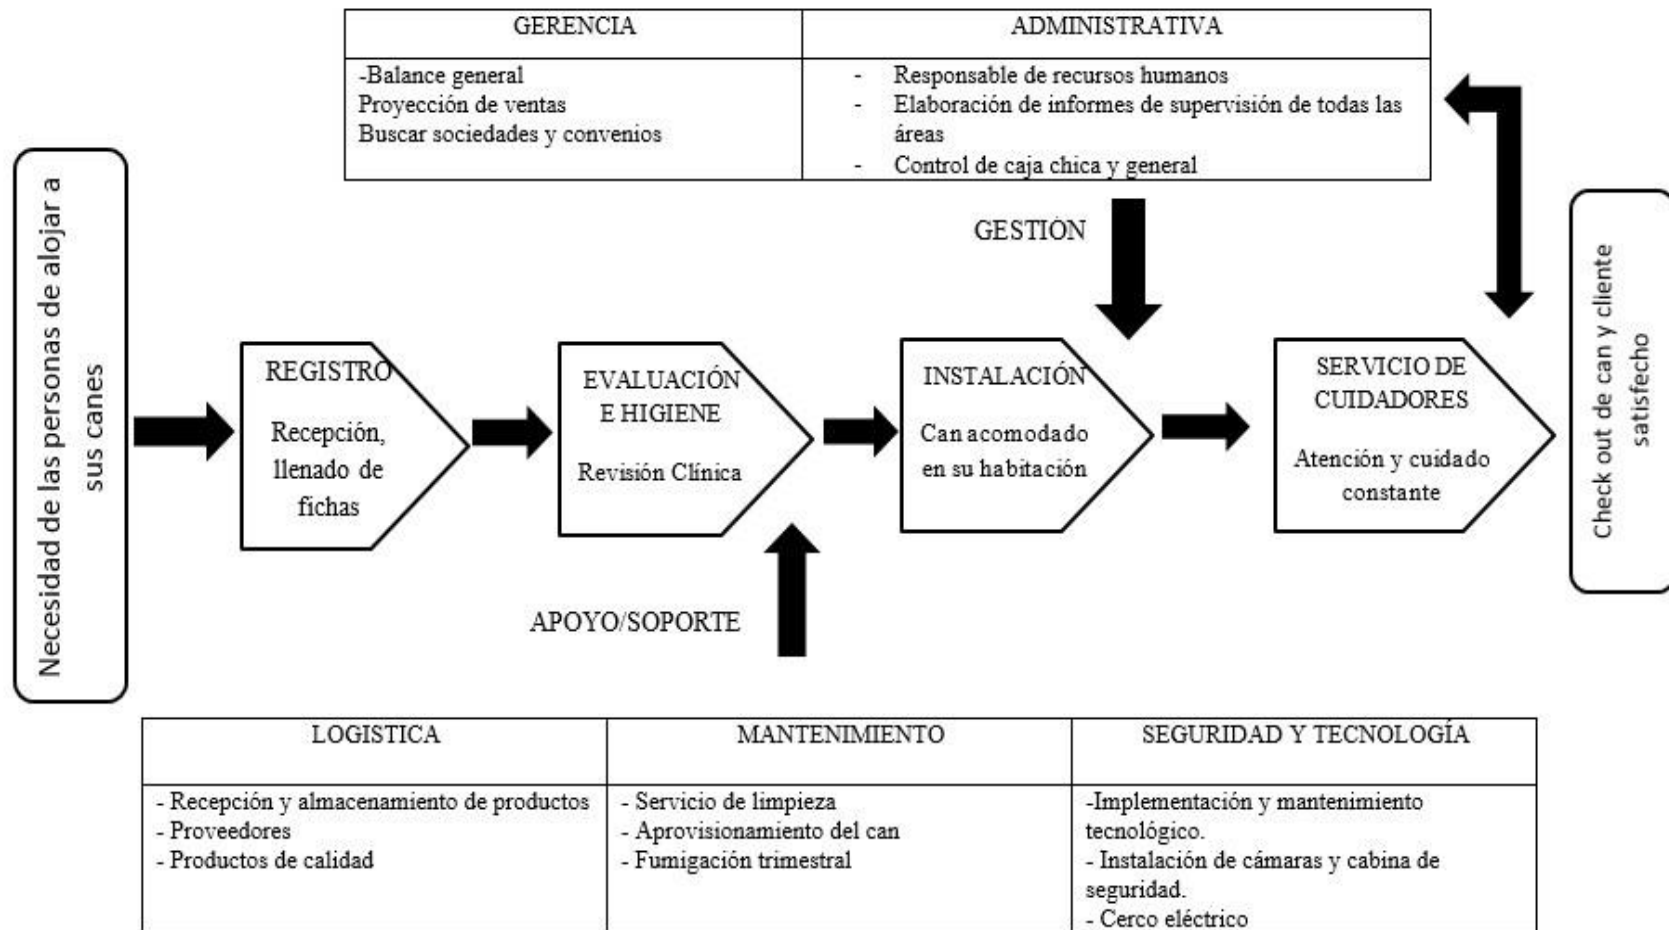 GERENCIA
ADMINISTRATIVA
-Balance general
Proyección de ventas
Buscar sociedades y convenios
- Responsable de recursos humanos
- Elaboración de informes de supervisión de todas las
áreas
- Control de caja chica y general
GESTIÓN
Necesidad de las personas de alojar a
sus canes
REGISTRO
Recepción,
llenado de
fichas
EVALUACIÓN
E HIGIENE
Revisión Clínica
INSTALACIÓN
Can acomodado
en su habitación
SERVICIO DE
CUIDADORES
Atención y cuidado
constante
Check out de can y cliente
satisfecho
APOYO/SOPORTE
LOGISTICA
MANTENIMIENTO
SEGURIDAD Y TECNOLOGÍA
- Recepción y almacenamiento de productos
- Proveedores
- Productos de calidad
- Servicio de limpieza
- Aprovisionamiento del can
- Fumigación trimestral
-Implementación y mantenimiento
tecnológico.
- Instalación de cámaras y cabina de
seguridad.
- Cerco eléctrico